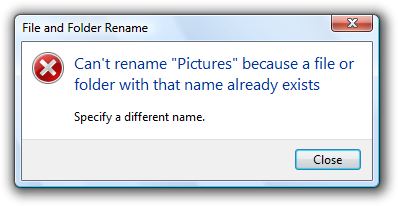 File and Folder Rename
Can't rename "Pictures" because a file or
folder with that name already exists
Specify a different name.
Close